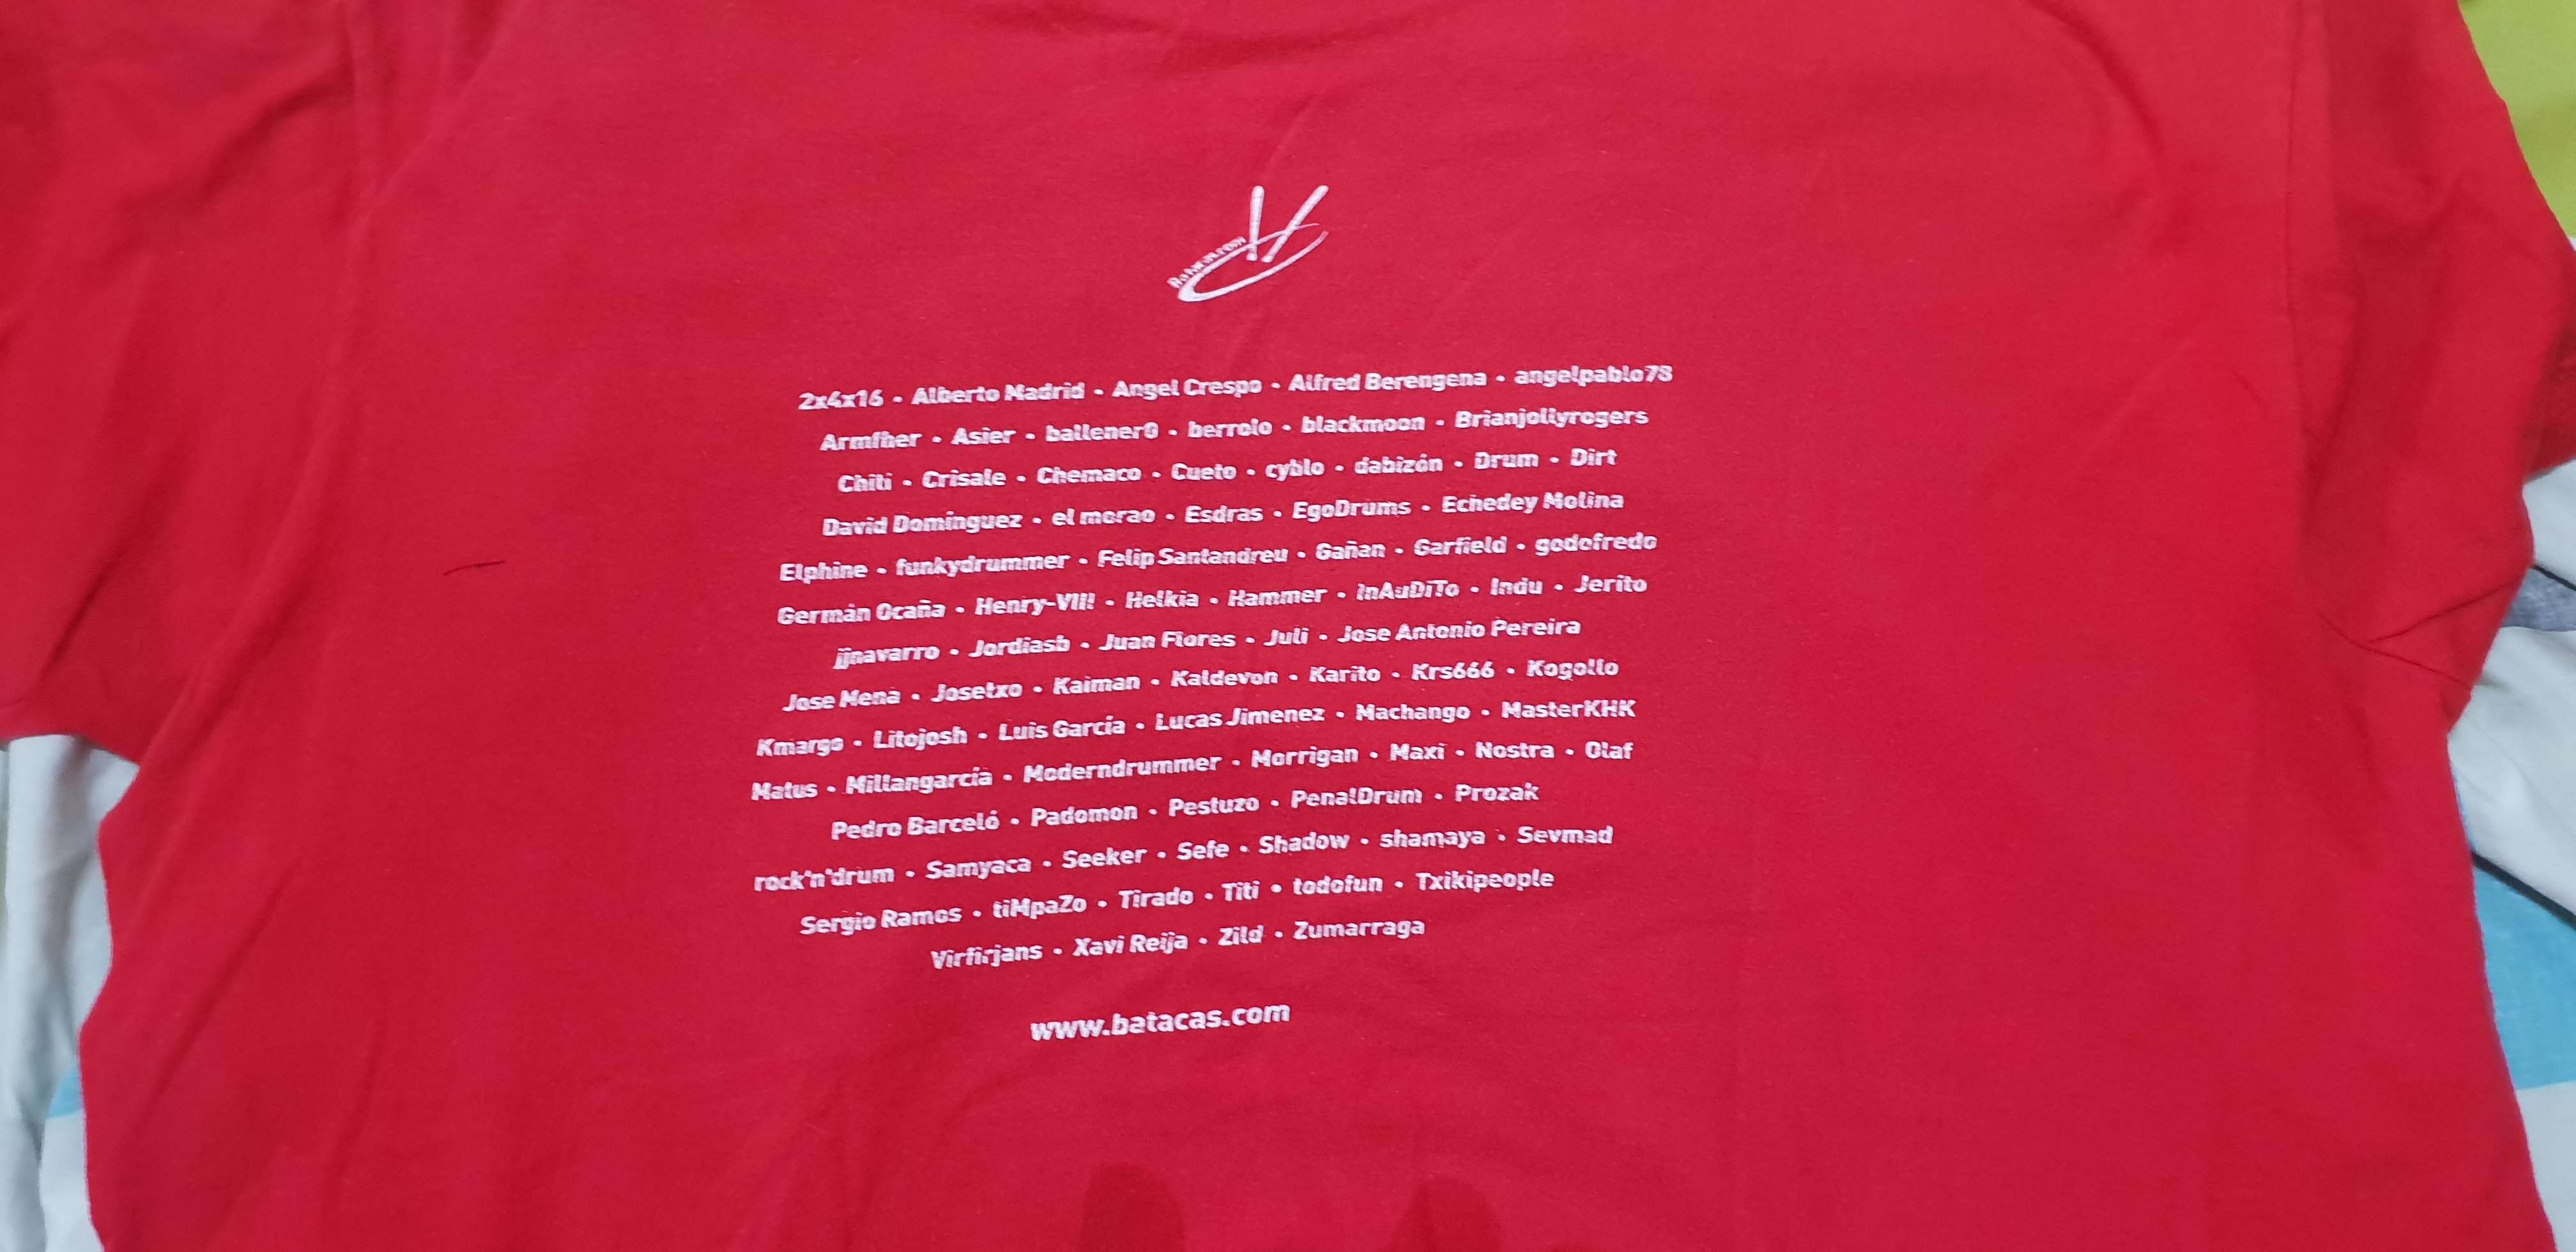 Batacas.com
2x4x16 • Alberto Madrid • Angel Crespo • Alfred Berengena • angelpablo78
Armfher • Asier • ballener0 • berrolo • blackmoon • Brianjollyrogers
Chili • Crisale • Chemaco • Cueto • cyblo • dabizón • Drum • Dirt
David Domínguez • el morao • Esdras • EgoDrums • Echedey Molina
Elphine • funkydrummer • Felip Santandreu • Gañan • Garfield • godofredo
Germán Ocaña • Henry-VIII • Helkia • Hammer • inAuDiTo • Indu • Jerito
jjnavarro • Jordiasb • Juan Flores • Juli • Jose Antonio Pereira
Jose Mena • Josetxo • Kaiman • Kaldevon • Karito • Krs666 • Kogollo
Kmargo • Litojosh • Luis García • Lucas Jimenez • Machango • MasterKHK
Matus • Millangarcía • Moderndrummer • Morrigan • Maxi • Nostra • Olaf
Pedro Barceló • Padomon • Pestuzo • PenalDrum • Prozak
rock'n'drum • Samyaca • Seeker • Sefe • Shadow • shamaya • Sevmad
Sergio Ramos • tiMpaZo • Tirado • Titi • todofun • Txikipeople
Virfirjans • Xavi Reija • Zild • Zumarraga
www.batacas.com